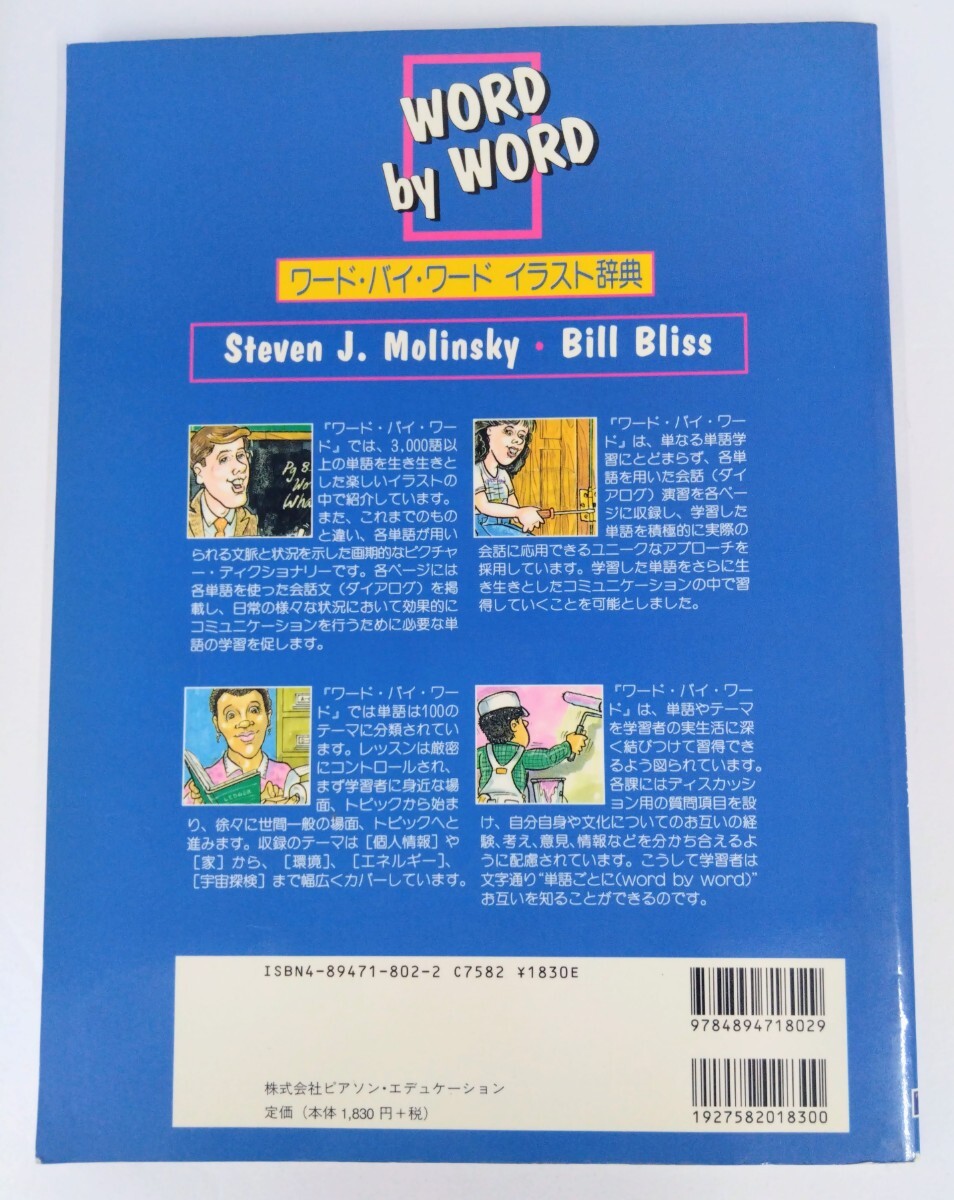 WORD
by WORD
ワード・バイ・ワード イラスト辞典
Steven J. Molinsky・Bill Bliss
『ワード・バイ・ワー
ド』では、3,000語以
上の単語を生き生きと
した楽しいイラストの
中で紹介しています。
また、これまでのもの
と違い、各単語が用い
られる文脈と状況を示した画期的なピクチャ
ー・ディクショナリーです。各ページには
各単語を使った会話文（ダイアログ）を掲
載し、日常の様々な状況において効果的に
コミュニケーションを行うために必要な単
語の学習を促します。
Pg 8
Wo
Wha
『ワード・バイ・ワー
ド』は、単なる単語学
習にとどまらず、各単
語を用いた会話（ダイ
アログ）演習を各ペー
ジに収録し、学習した
単語を積極的に実際の
会話に応用できるユニークなアプローチを
採用しています。学習した単語をさらに生
き生きとしたコミュニケーションの中で習
得していくことを可能としました。
『ワード・バイ・ワー
ド』では単語は100の
テーマに分類されてい
ます。レッスンは厳密
にコントロールされ、
まず学習者に身近な場
面、トピックから始ま
り、徐々に世間一般の場面、トピックへと
進みます。収録のテーマは［個人情報］や
［家］から、［環境］、［エネルギー］、
［宇宙探検］まで幅広くカバーしています。
『ワード・バイ・ワー
ド』は、単語やテーマ
を学習者の実生活に深
く結びつけて習得でき
るよう図られています。
各課にはディスカッシ
ョン用の質問項目を設
け、自分自身や文化についてのお互いの経
験、考え、意見、情報などを分かち合えるよ
うに配慮されています。こうして学習者は
文字通り“単語ごとに(word by word)”
お互いを知ることができるのです。
ISBN4-89471-802-2 C7582 ¥1830E
9784894718029
株式会社ピアソン・エデュケーション
定価（本体1,830円＋税）
1927582018300